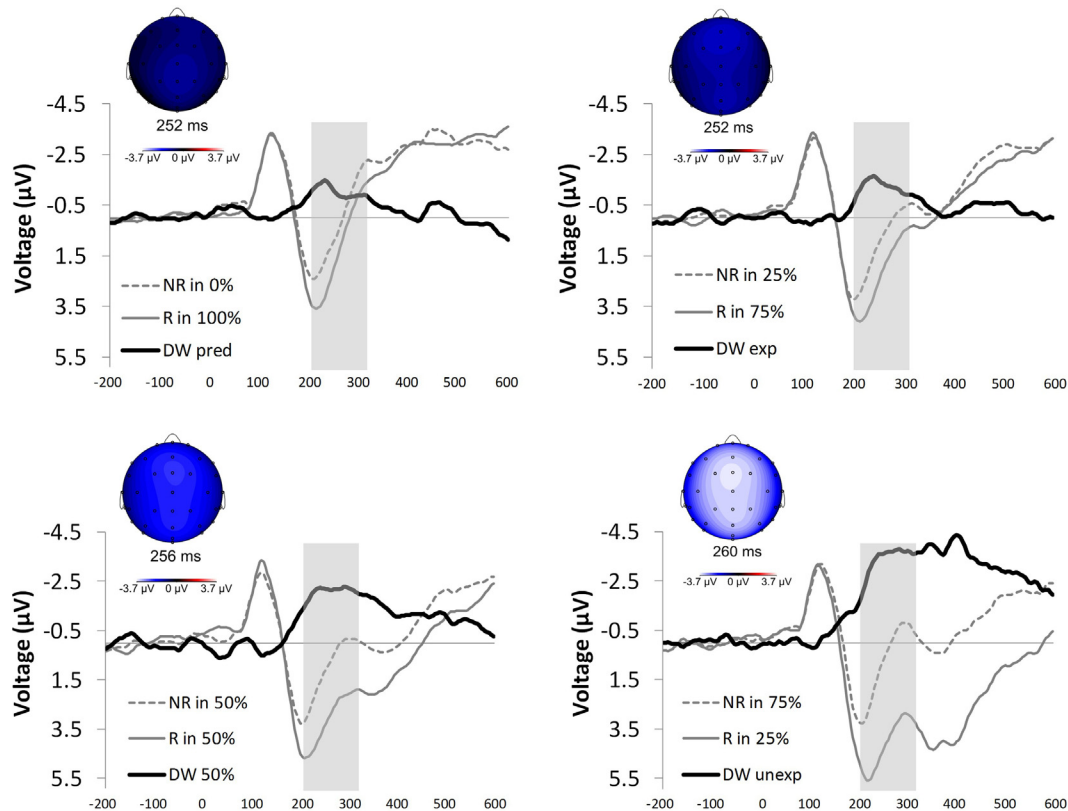 252 ms
-3.7 µV 0 µV 3.7 µV
Voltage (µV)
-4.5
-2.5
-0.5
1.5
3.5
5.5
NR in 0%
R in 100%
DW pred
-200 -100 0 100 200 300 400 500 600
252 ms
-3.7 µV 0 µV 3.7 µV
Voltage (µV)
-4.5
-2.5
-0.5
1.5
3.5
5.5
NR in 25%
R in 75%
DW exp
-200 -100 0 100 200 300 400 500 600
256 ms
-3.7 µV 0 µV 3.7 µV
Voltage (µV)
-4.5
-2.5
-0.5
1.5
3.5
5.5
NR in 50%
R in 50%
DW 50%
-200 -100 0 100 200 300 400 500 600
260 ms
-3.7 µV 0 µV 3.7 µV
Voltage (µV)
-4.5
-2.5
-0.5
1.5
3.5
5.5
NR in 75%
R in 25%
DW unexp
-200 -100 0 100 200 300 400 500 600